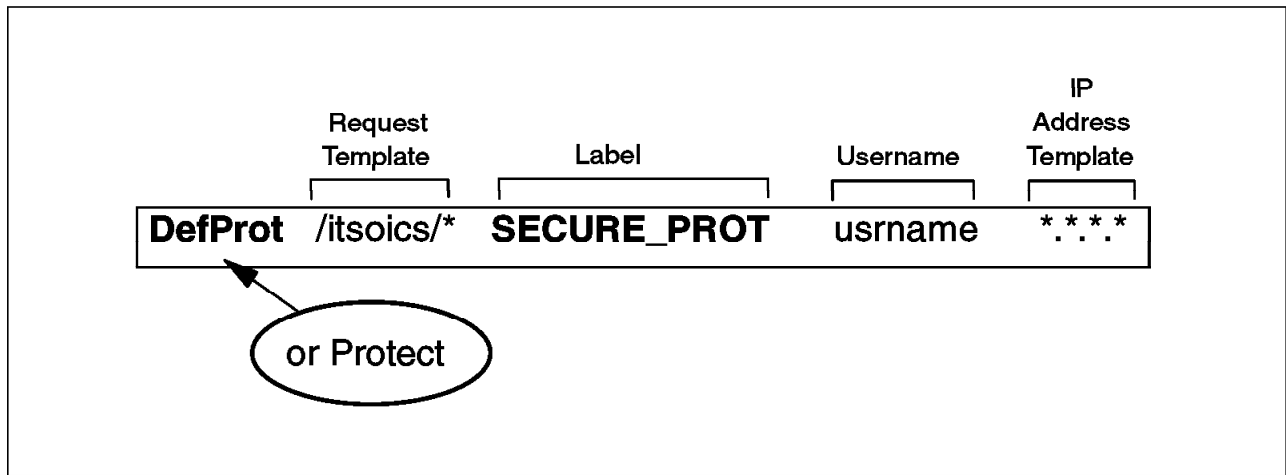 IP
Request Address
Template Label Username Template
DefProt /itsoics/* SECURE_PROT usrname *.*.*.*
or Protect